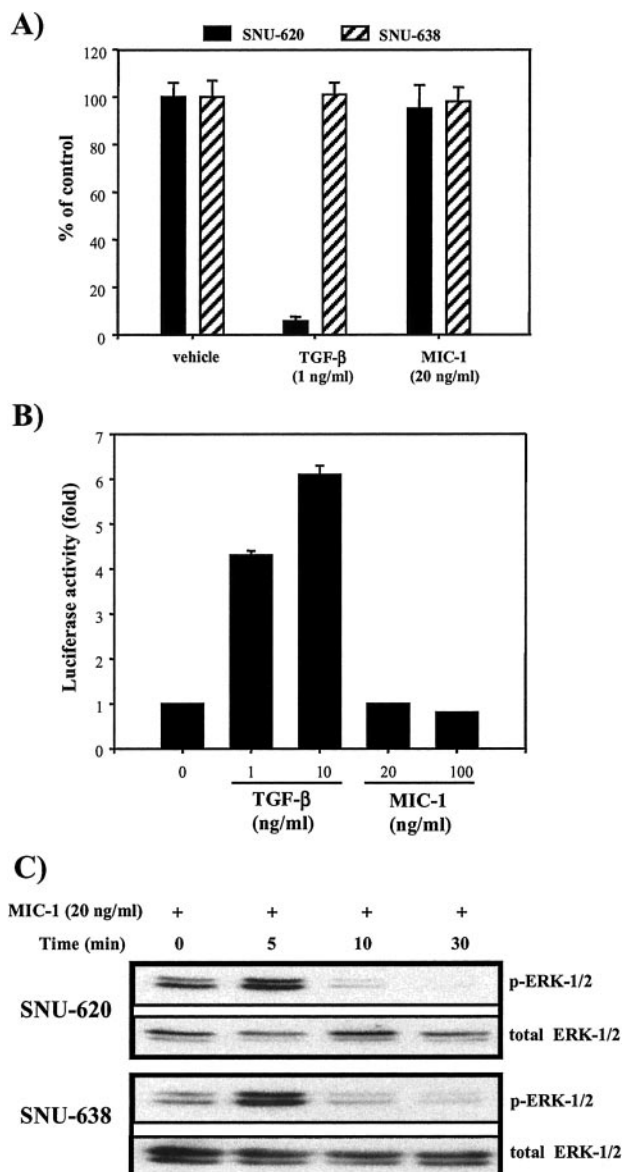 A)
SNU-620 SNU-638
120
100
80
60
40
20
0
% of control
vehicle TGF-β MIC-1
(1 ng/ml) (20 ng/ml)
B)
7
6
5
4
3
2
1
0
Luciferase activity (fold)
0 1 10 20 100
TGF-β MIC-1
(ng/ml) (ng/ml)
C)
MIC-1 (20 ng/ml) + + + +
Time (min) 0 5 10 30
p-ERK-1/2
SNU-620
total ERK-1/2
p-ERK-1/2
SNU-638
total ERK-1/2